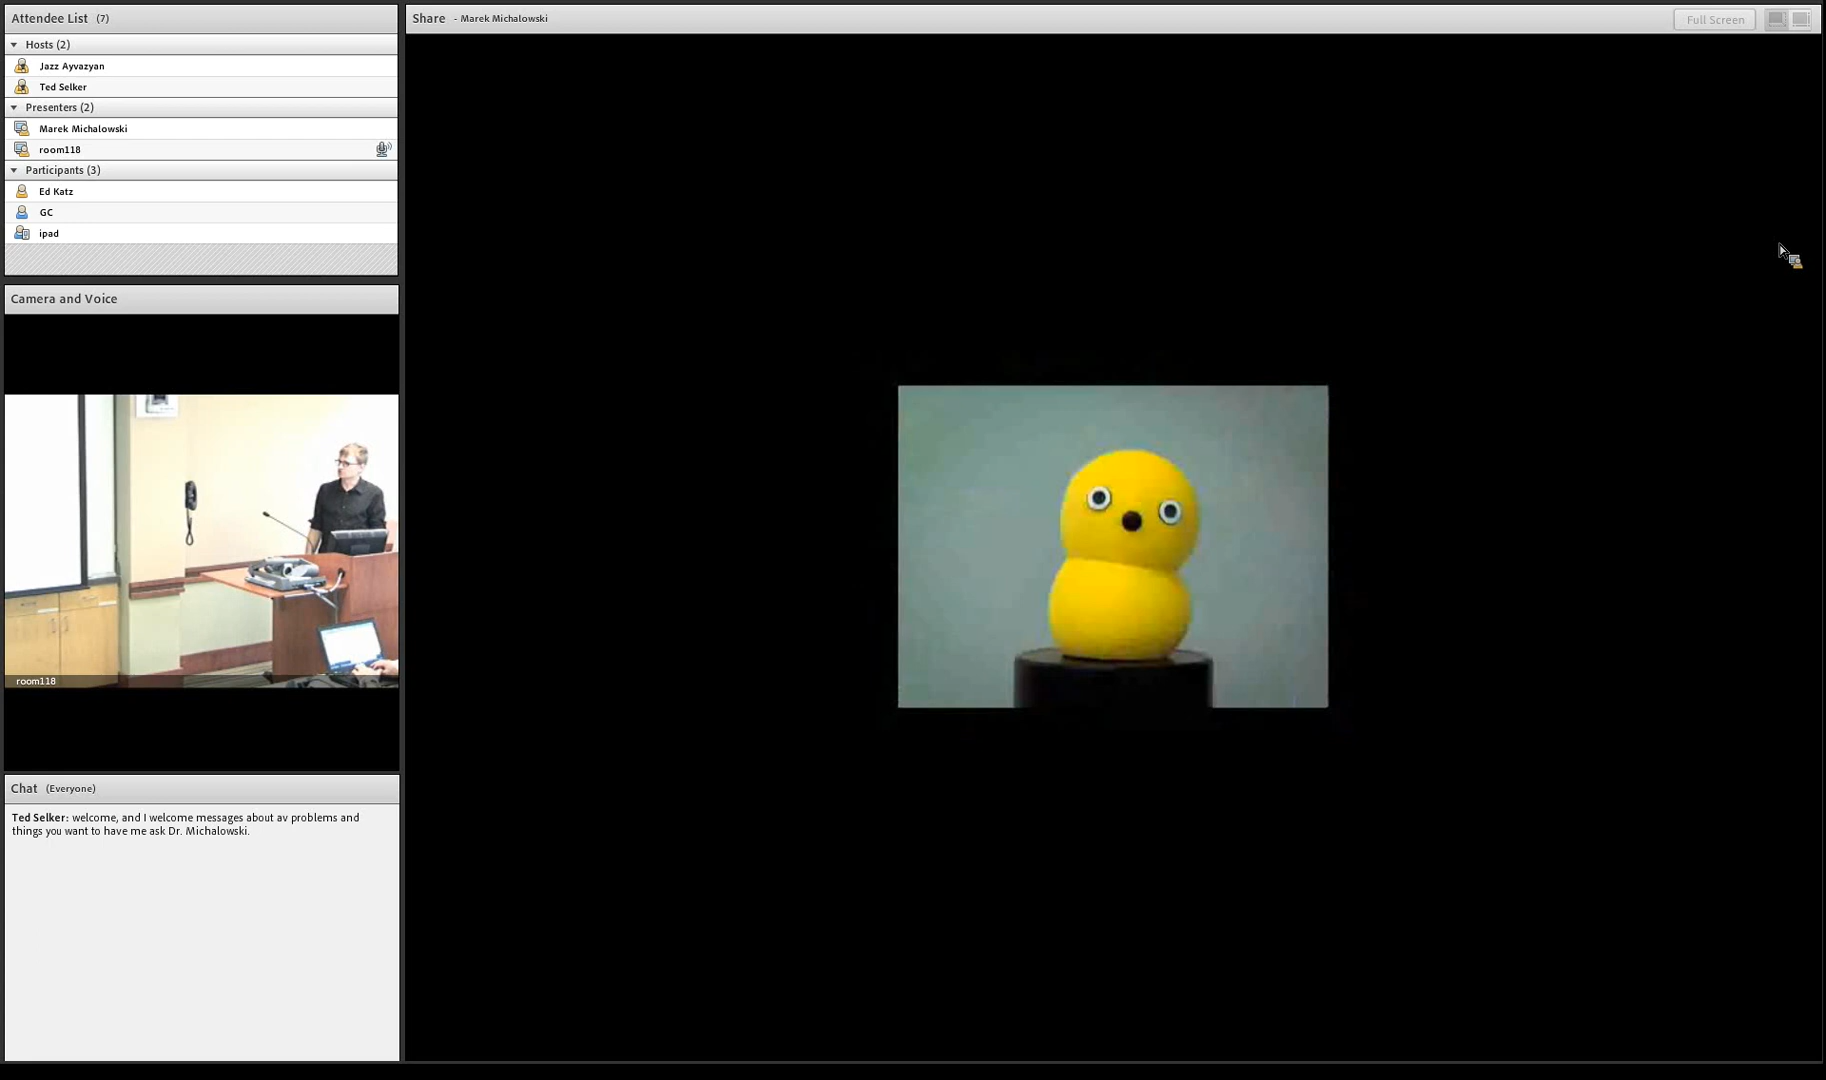 Attendee List (7)
Hosts (2)
Jazz Ayvazyan
Ted Selker
Presenters (2)
Marek Michalowski
room118
Participants (3)
Ed Katz
GC
ipad
Camera and Voice
room118
Chat (Everyone)
Ted Selker: welcome, and I welcome messages about av problems and
things you want to have me ask Dr. Michalowski.
Share - Marek Michalowski
Full Screen